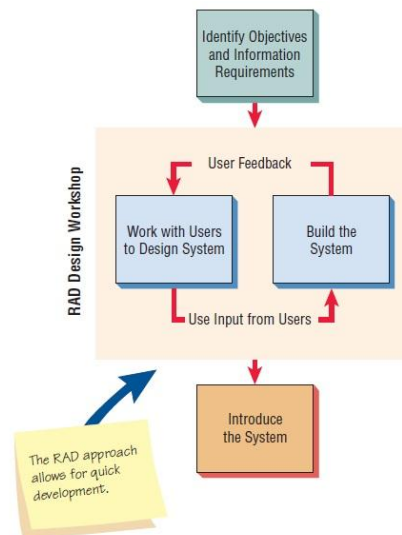 Identify Objectives
and Information
Requirements
RAD Design Workshop
User Feedback
Work with Users
to Design System
Build the
System
Use Input from Users
Introduce
the System
The RAD approach
allows for quick
development.